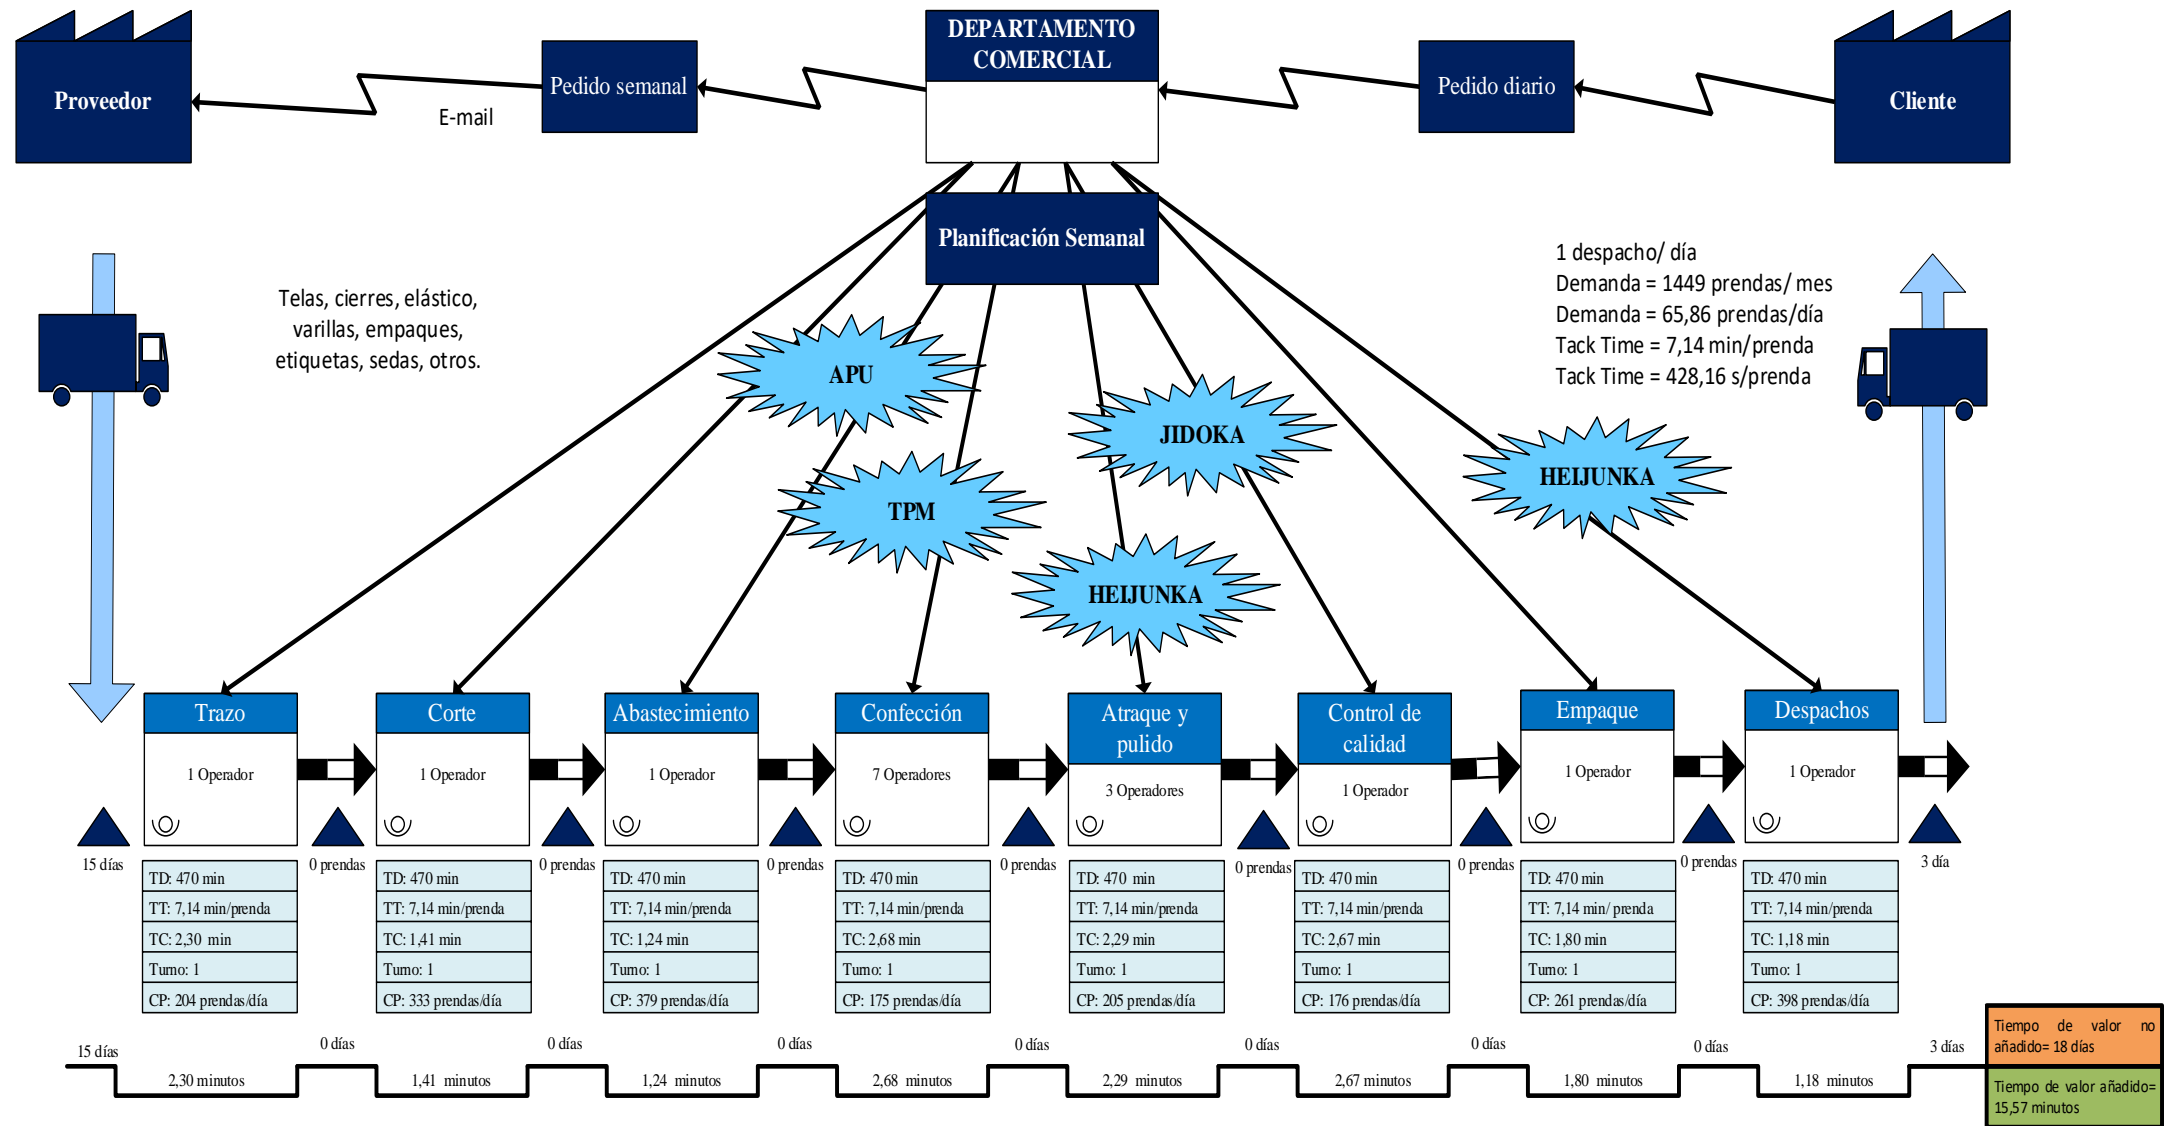 Proveedor
E-mail
Pedido semanal
DEPARTAMENTO
COMERCIAL
Pedido diario
Cliente
Planificación Semanal
Telas, cierres, elástico,
varillas, empaques,
etiquetas, sedas, otros.
1 despacho/ día
Demanda = 1449 prendas/ mes
Demanda = 65,86 prendas/día
Tack Time = 7,14 min/prenda
Tack Time = 428,16 s/prenda
APU
JIDOKA
HEIJUNKA
TPM
HEIJUNKA
Trazo
1 Operador
Corte
1 Operador
Abastecimiento
1 Operador
Confección
7 Operadores
Atraque y
pulido
3 Operadores
Control de
calidad
1 Operador
Empaque
1 Operador
Despachos
1 Operador
15 días
0 prendas
0 prendas
0 prendas
0 prendas
0 prendas
0 prendas
0 prendas
3 día
TD: 470 min
TT: 7,14 min/prenda
TC: 2,30 min
Turno: 1
CP: 204 prendas/día
TD: 470 min
TT: 7,14 min/prenda
TC: 1,41 min
Turno: 1
CP: 333 prendas/día
TD: 470 min
TT: 7,14 min/prenda
TC: 1,24 min
Turno: 1
CP: 379 prendas/día
TD: 470 min
TT: 7,14 min/prenda
TC: 2,68 min
Turno: 1
CP: 175 prendas/día
TD: 470 min
TT: 7,14 min/prenda
TC: 2,29 min
Turno: 1
CP: 205 prendas/día
TD: 470 min
TT: 7,14 min/prenda
TC: 2,67 min
Turno: 1
CP: 176 prendas/día
TD: 470 min
TT: 7,14 min/ prenda
TC: 1,80 min
Turno: 1
CP: 261 prendas/día
TD: 470 min
TT: 7,14 min/prenda
TC: 1,18 min
Turno: 1
CP: 398 prendas/día
15 días
0 días
0 días
0 días
0 días
0 días
0 días
0 días
3 días
2,30 minutos
1,41 minutos
1,24 minutos
2,68 minutos
2,29 minutos
2,67 minutos
1,80 minutos
1,18 minutos
Tiempo de valor no
añadido= 18 días
Tiempo de valor añadido=
15,57 minutos